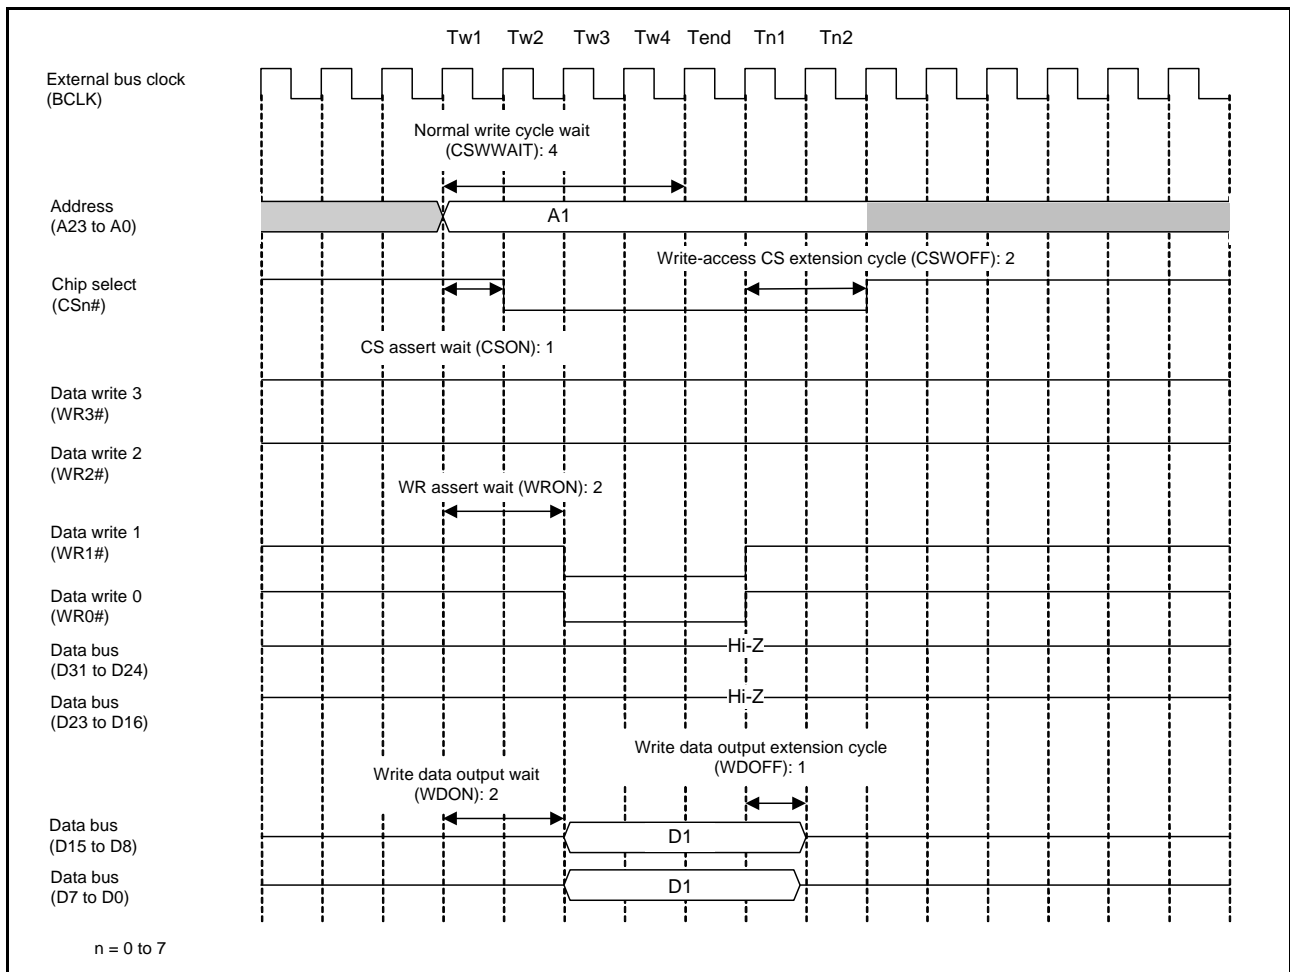 Tw1 Tw2 Tw3 Tw4 Tend Tn1 Tn2
External bus clock
(BCLK)
Normal write cycle wait
(CSWWAIT): 4
Address
(A23 to A0)
A1
Write-access CS extension cycle (CSWOFF): 2
Chip select
(CSn#)
CS assert wait (CSON): 1
Data write 3
(WR3#)
Data write 2
(WR2#)
WR assert wait (WRON): 2
Data write 1
(WR1#)
Data write 0
(WR0#)
Data bus
(D31 to D24)
Hi-Z
Data bus
(D23 to D16)
Hi-Z
Write data output extension cycle
(WDOFF): 1
Write data output wait
(WDON): 2
Data bus
(D15 to D8)
D1
Data bus
(D7 to D0)
D1
n = 0 to 7